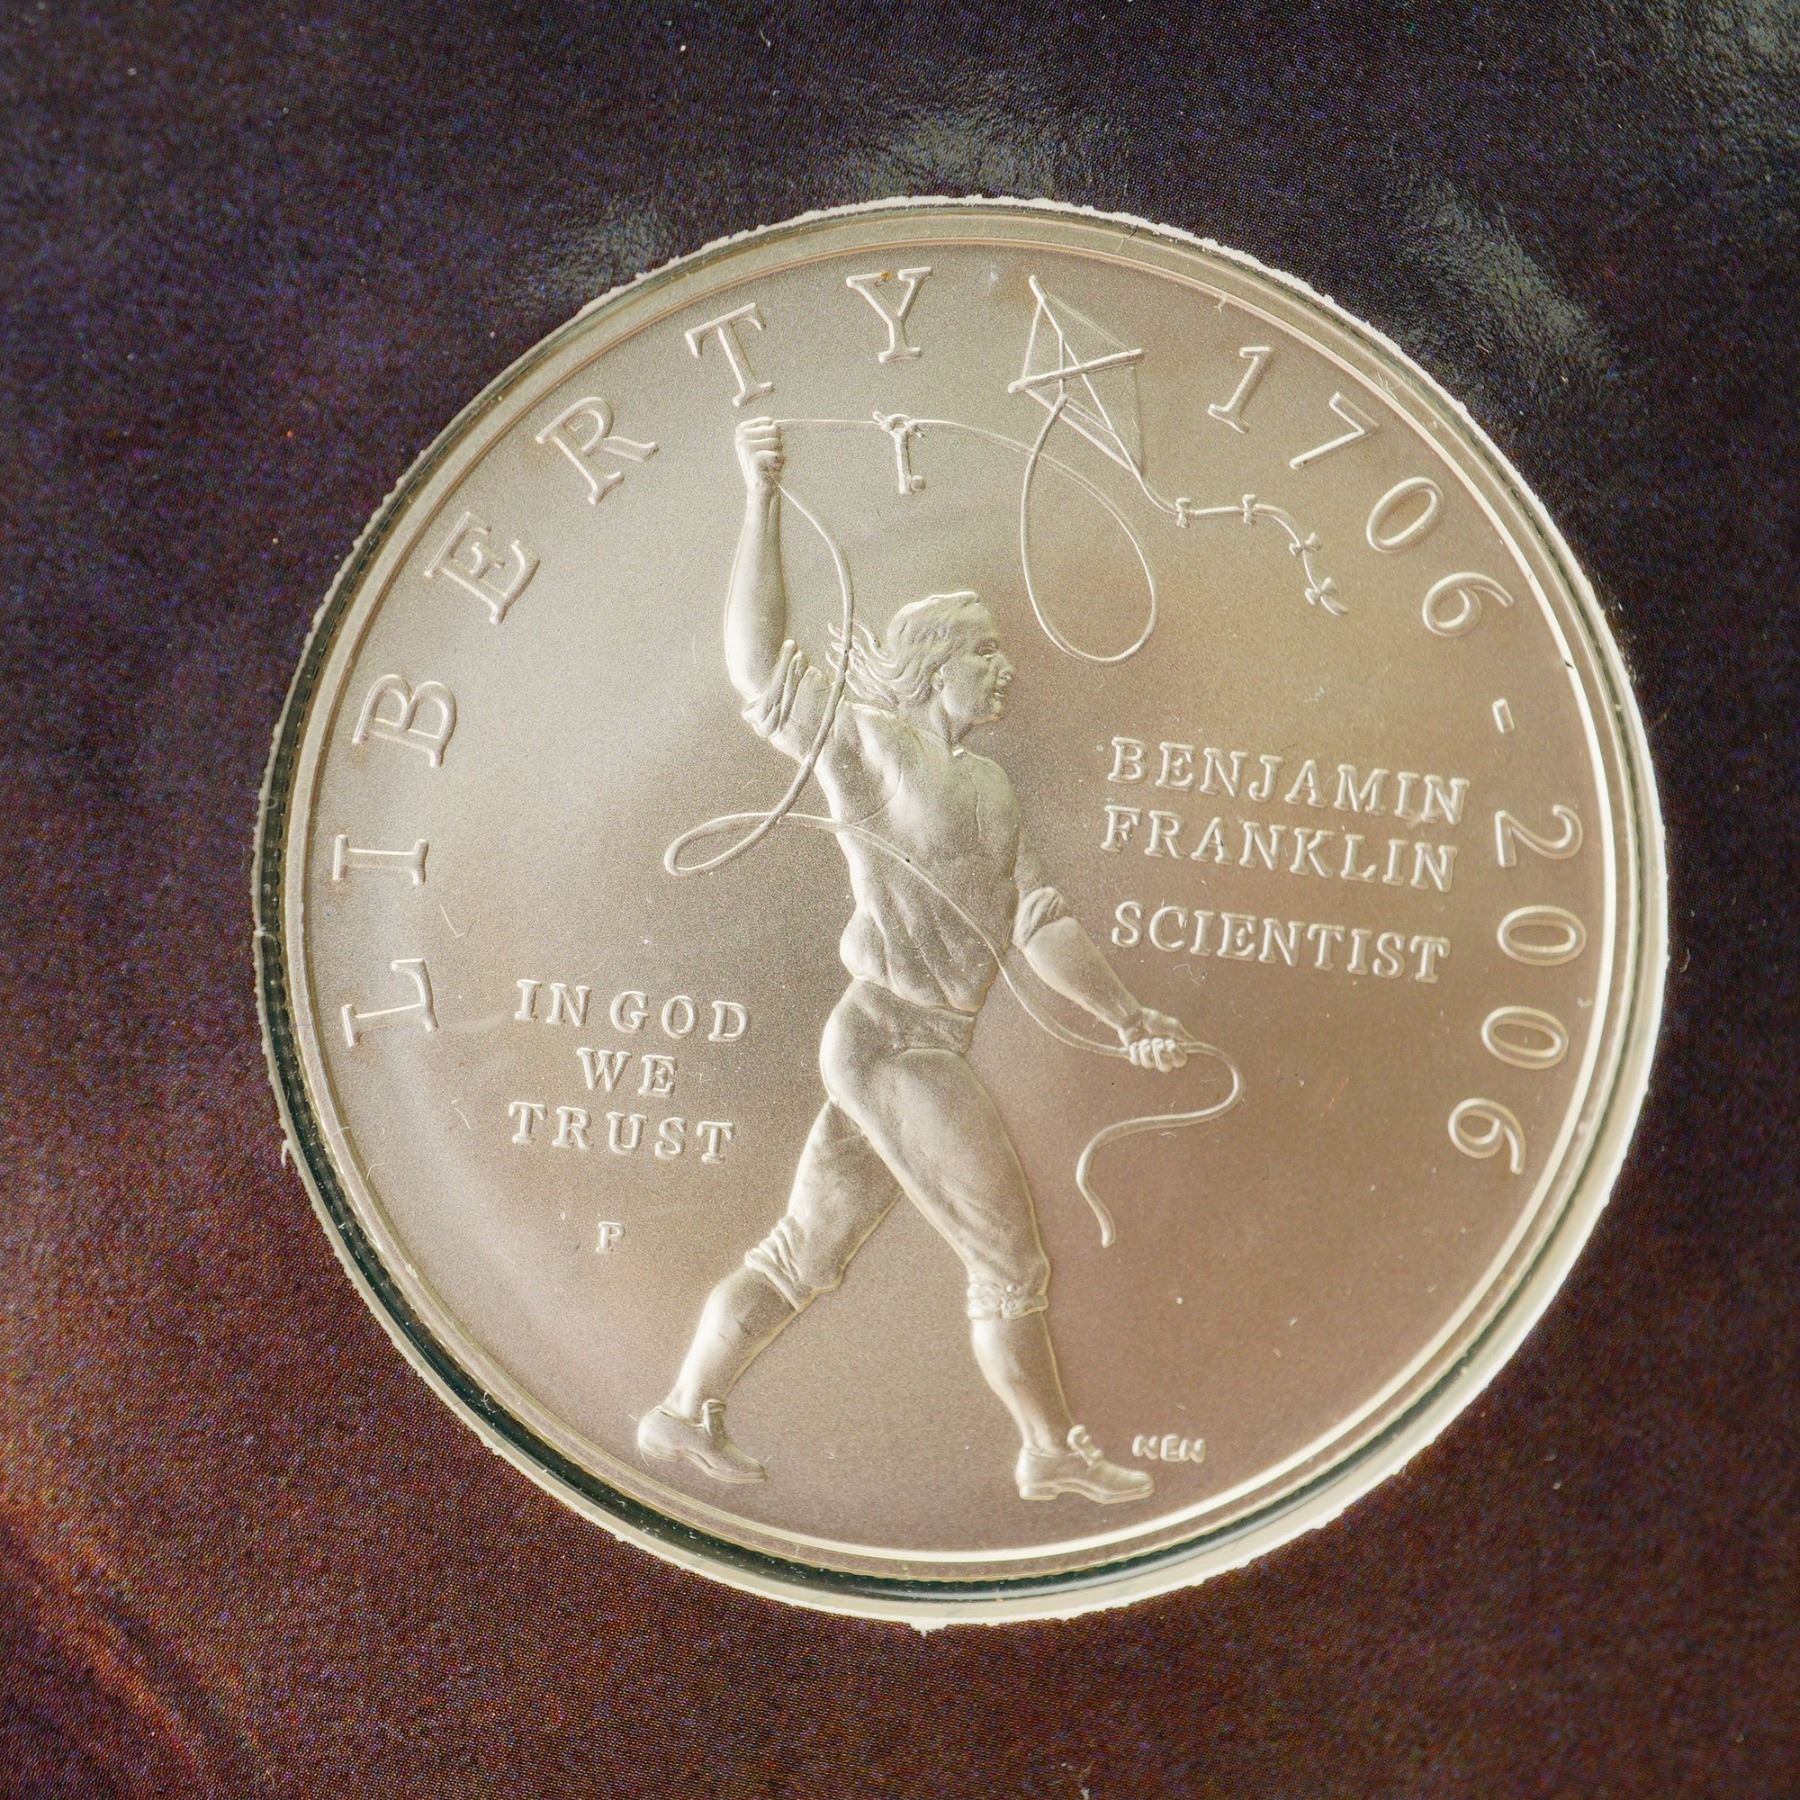 LIBERTY 1706-2006
BENJAMIN
FRANKLIN
SCIENTIST
IN GOD
WE
TRUST
P
NEN